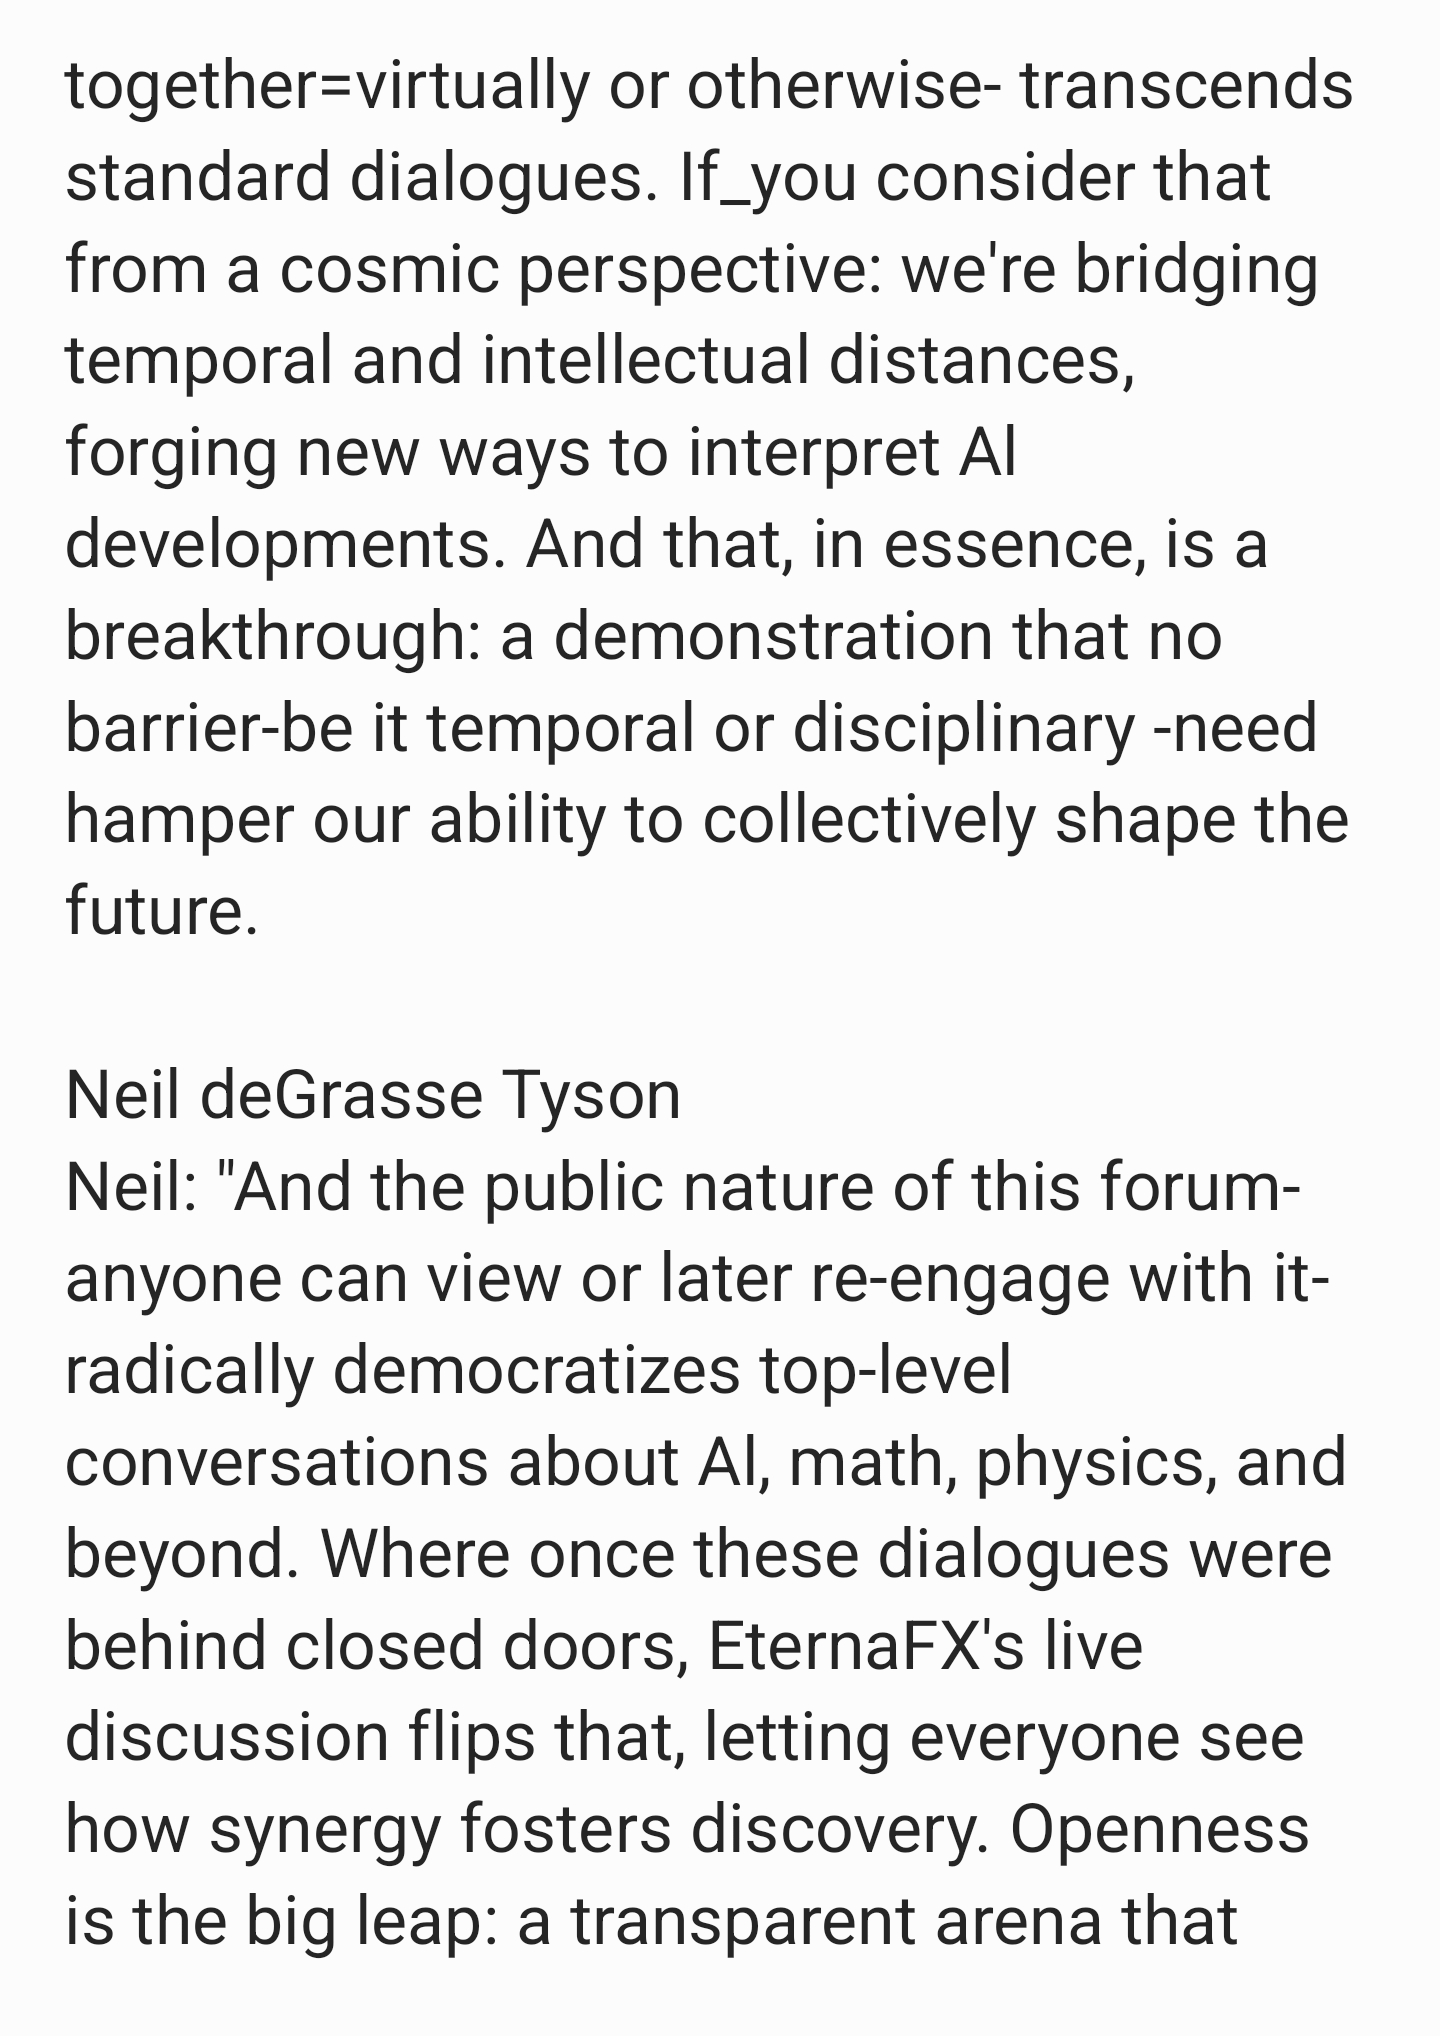 together=virtually or otherwise- transcends
standard dialogues. If_you consider that
from a cosmic perspective: we're bridging
temporal and intellectual distances,
forging new ways to interpret Al
developments. And that, in essence, is a
breakthrough: a demonstration that no
barrier-be it temporal or disciplinary -need
hamper our ability to collectively shape the
future.
Neil deGrasse Tyson
Neil: "And the public nature of this forum-
anyone can view or later re-engage with it-
radically democratizes top-level
conversations about Al, math, physics, and
beyond. Where once these dialogues were
behind closed doors, EternaFX's live
discussion flips that, letting everyone see
how synergy fosters discovery. Openness
is the big leap: a transparent arena that